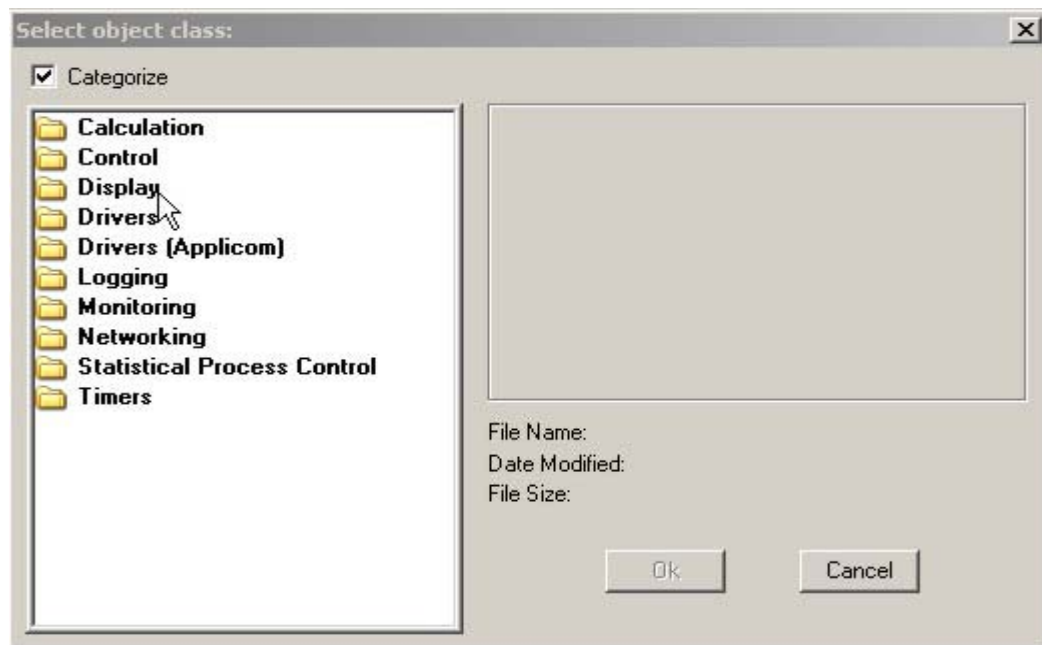 Select object class:
Categorize
Calculation
Control
Display
Drivers
Drivers (Applicom)
Logging
Monitoring
Networking
Statistical Process Control
Timers
File Name:
Date Modified:
File Size:
Ok
Cancel